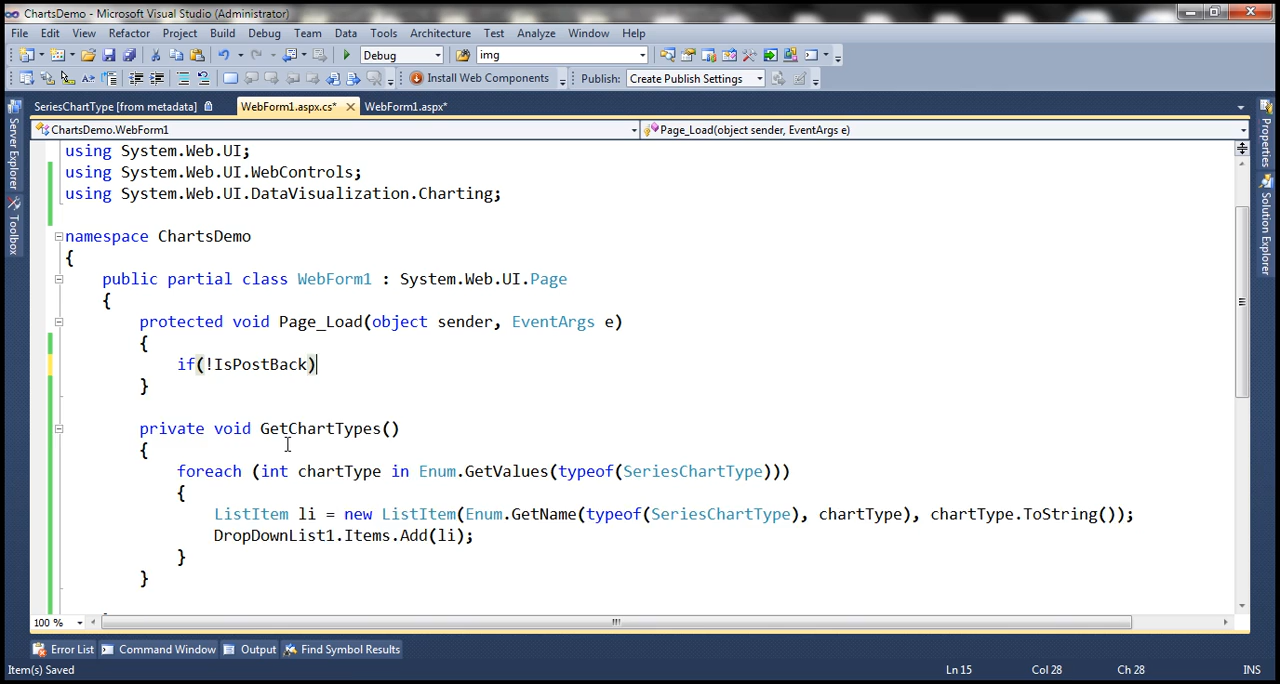 ChartsDemo - Microsoft Visual Studio (Administrator)
File Edit View Refactor Project Build Debug Team Data Tools Architecture Test Analyze Window Help
Debug img
Install Web Components Publish: Create Publish Settings
SeriesChartType [from metadata] WebForm1.aspx.cs* WebForm1.aspx*
ChartsDemo.WebForm1 Page_Load(object sender, EventArgs e)
Server Explorer
Toolbox
Properties
Solution Explorer
using System.Web.UI;
using System.Web.UI.WebControls;
using System.Web.UI.DataVisualization.Charting;
namespace ChartsDemo
{
public partial class WebForm1 : System.Web.UI.Page
{
protected void Page_Load(object sender, EventArgs e)
{
if(!IsPostBack)
}
private void GetChartTypes()
{
foreach (int chartType in Enum.GetValues(typeof(SeriesChartType)))
{
ListItem li = new ListItem(Enum.GetName(typeof(SeriesChartType), chartType), chartType.ToString());
DropDownList1.Items.Add(li);
}
}
100 %
Error List Command Window Output Find Symbol Results
Item(s) Saved Ln 15 Col 28 Ch 28 INS